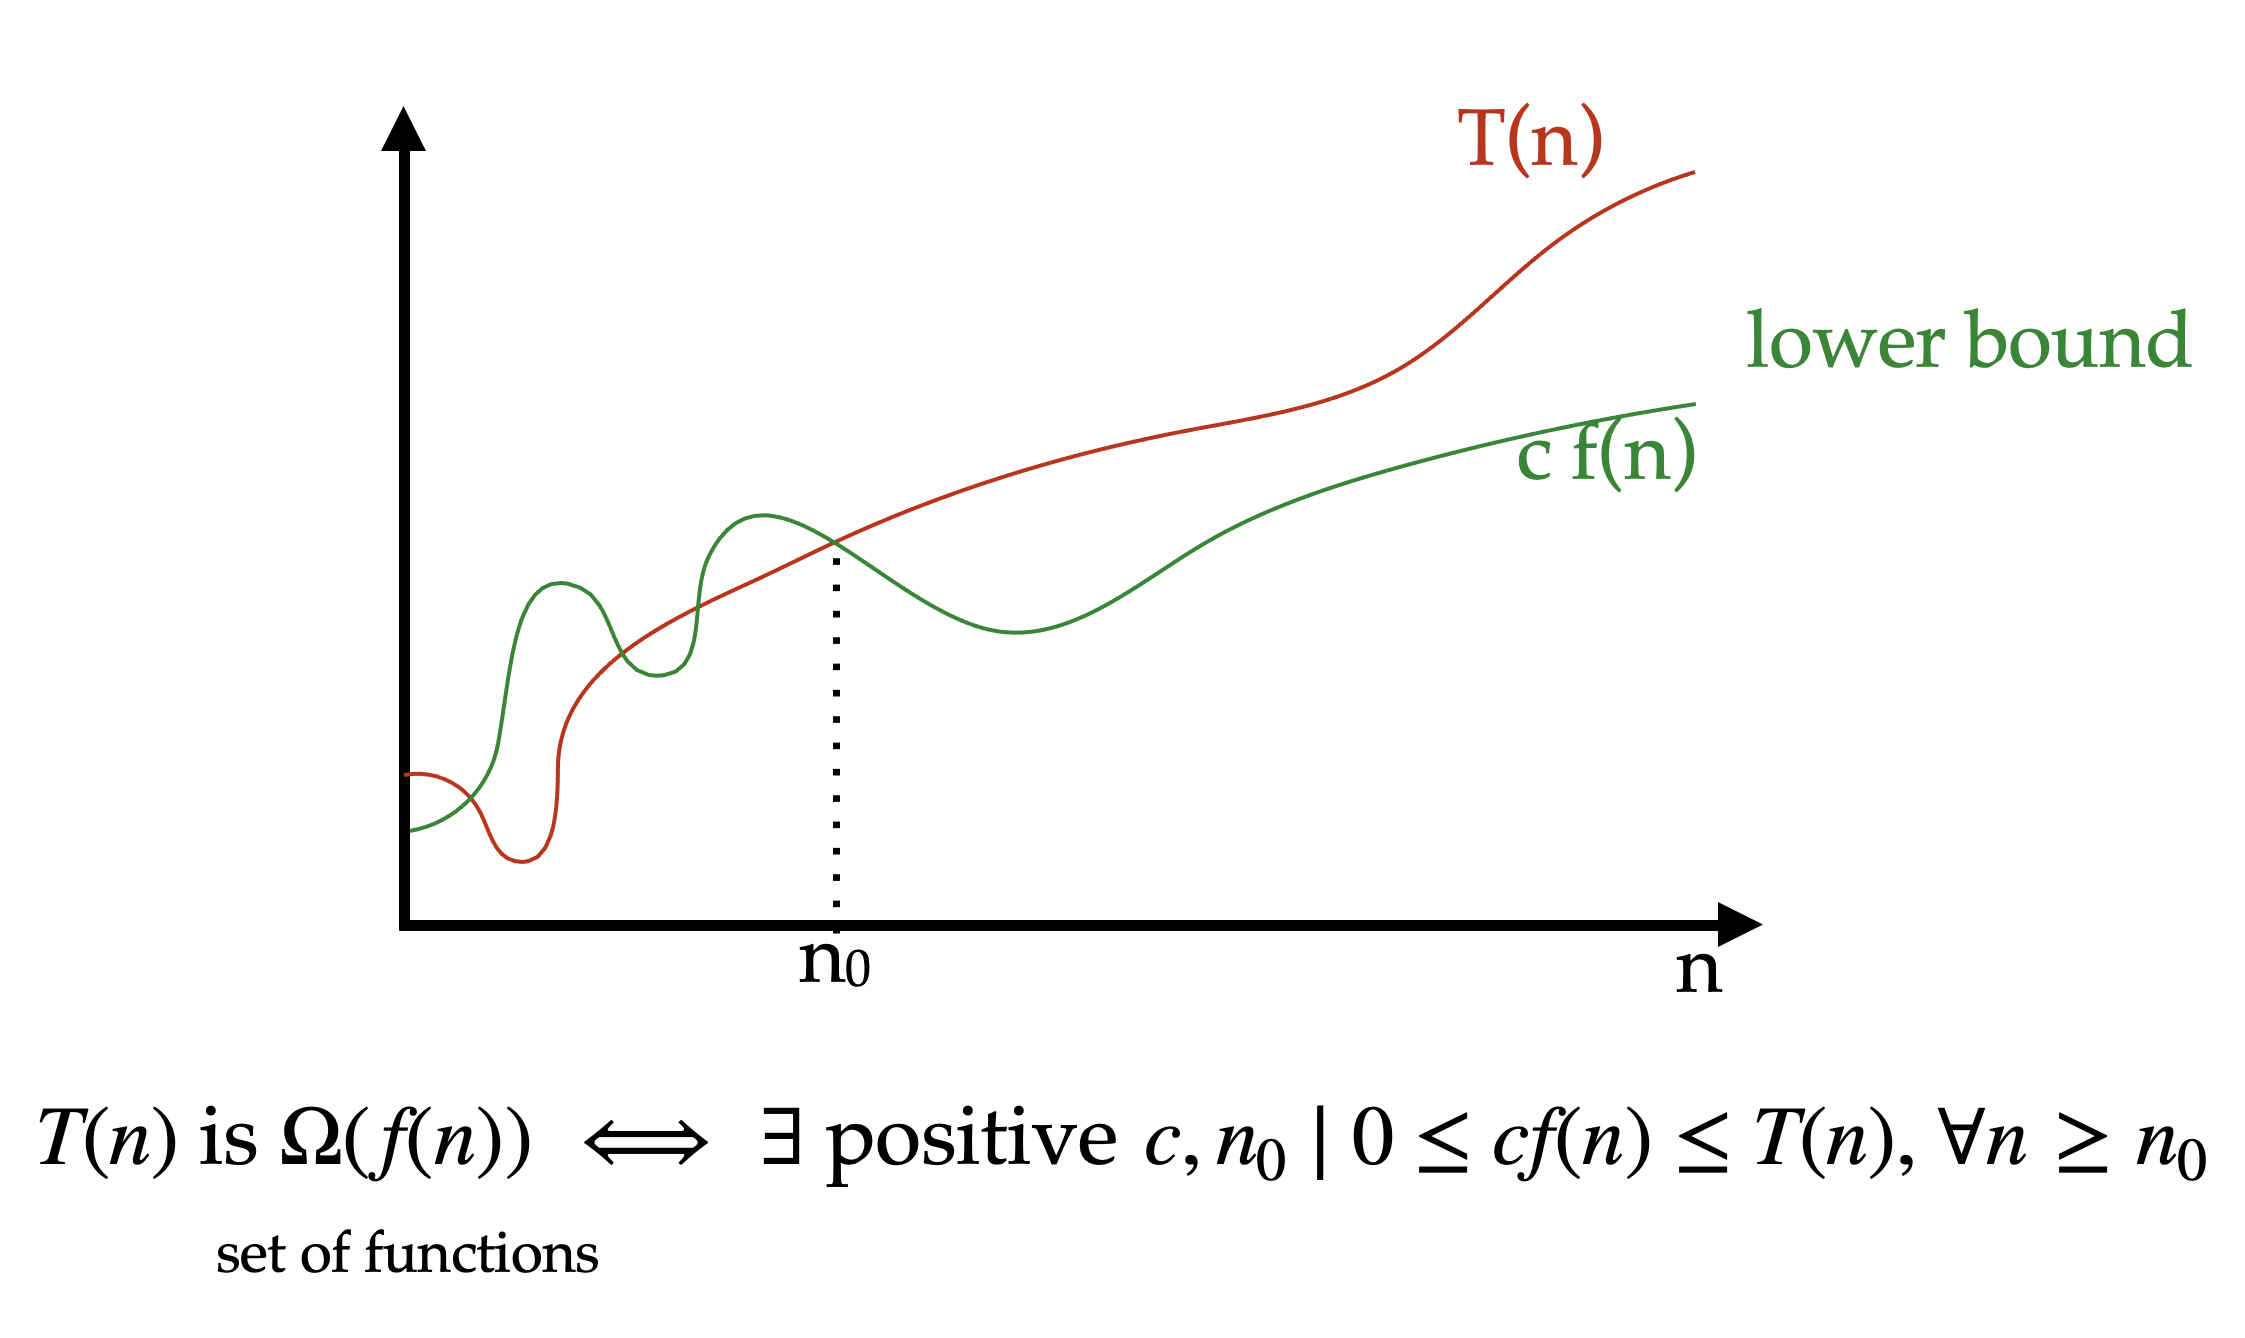 T(n)
lower bound
c f(n)
n₀
n
T(n) is Ω(f(n)) ⟺ ∃ positive c, n₀ | 0 ≤ cf(n) ≤ T(n), ∀n ≥ n₀
set of functions